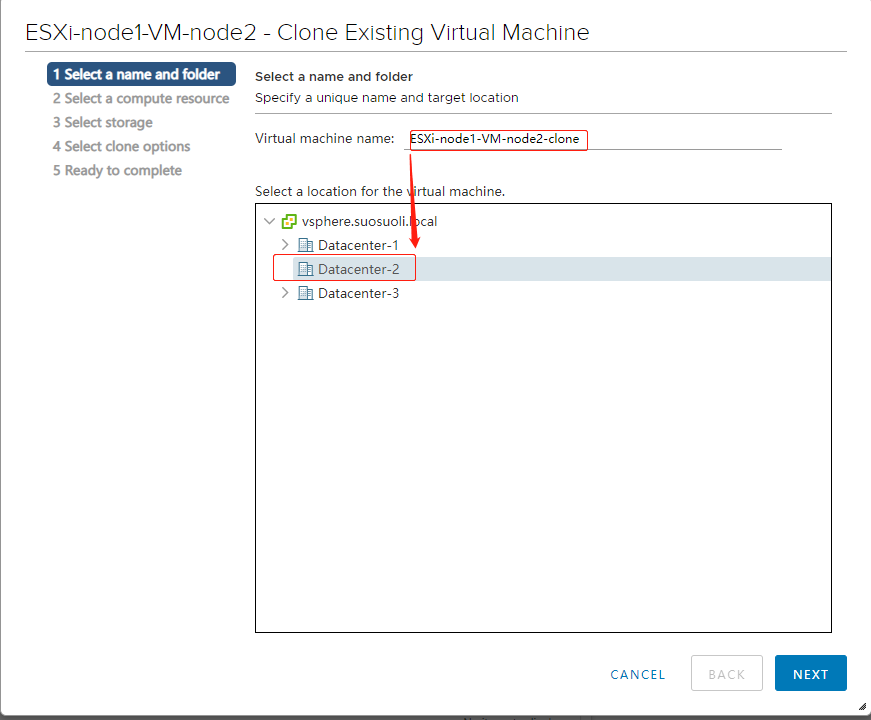 ESXi-node1-VM-node2 - Clone Existing Virtual Machine
1 Select a name and folder
2 Select a compute resource
3 Select storage
4 Select clone options
5 Ready to complete
Select a name and folder
Specify a unique name and target location
Virtual machine name: ESXi-node1-VM-node2-clone
Select a location for the virtual machine.
vsphere.suosuoli.local
Datacenter-1
Datacenter-2
Datacenter-3
CANCEL BACK NEXT